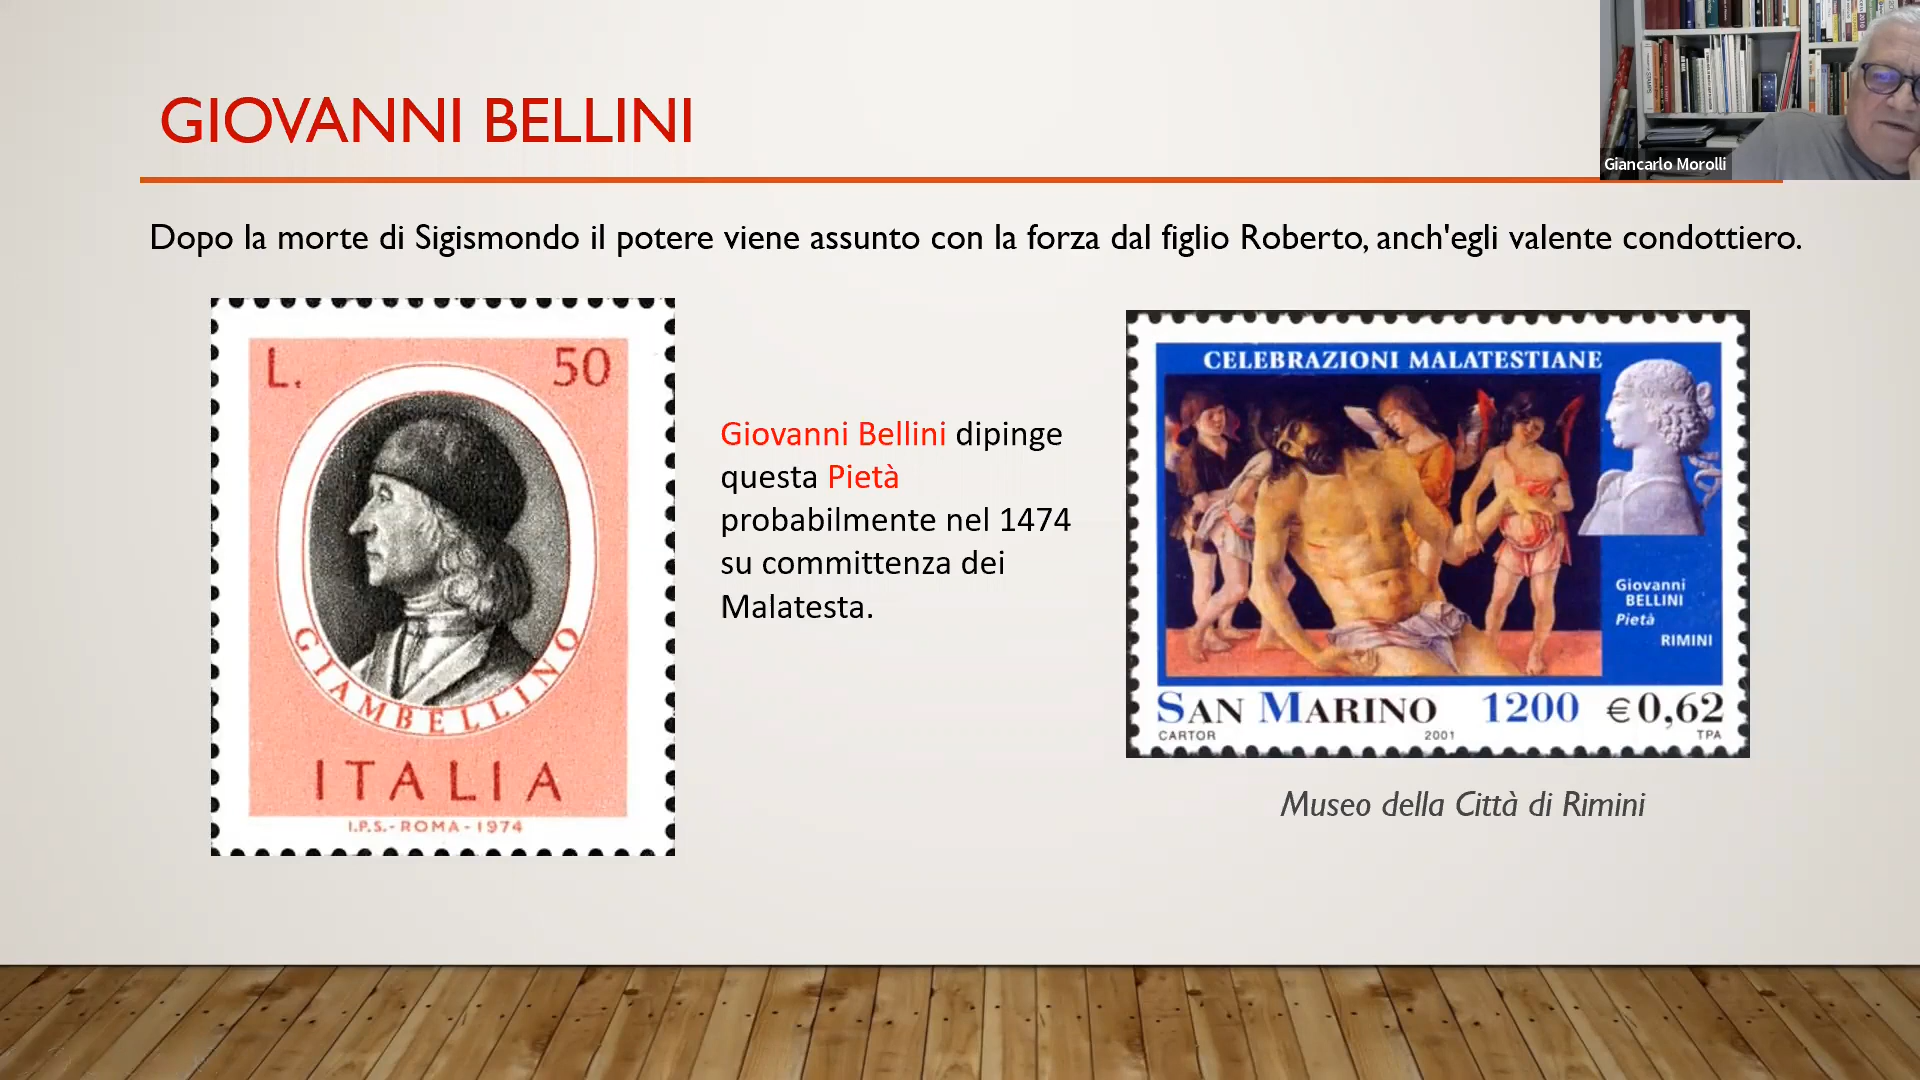 GIOVANNI BELLINI
Giancarlo Morolli
Dopo la morte di Sigismondo il potere viene assunto con la forza dal figlio Roberto, anch'egli valente condottiero.
L. 50
GIAMBELLINO
ITALIA
I.P.S.-ROMA-1974
Giovanni Bellini dipinge
questa Pietà
probabilmente nel 1474
su committenza dei
Malatesta.
CELEBRAZIONI MALATESTIANE
Giovanni
BELLINI
Pietà
RIMINI
SAN MARINO 1200 €0,62
CARTOR 2001 TPA
Museo della Città di Rimini